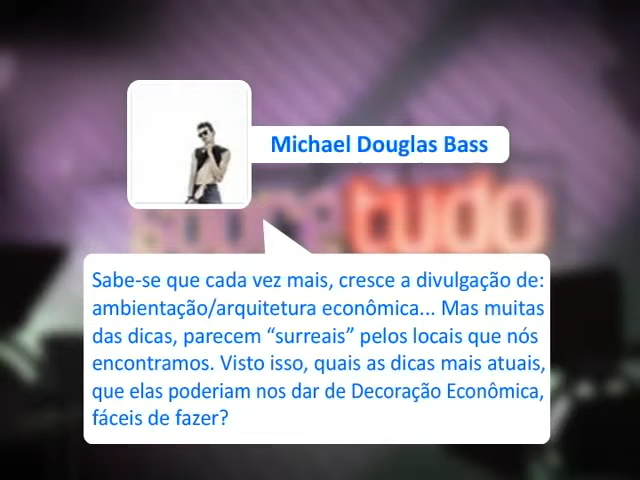 Michael Douglas Bass
sobre tudo
Sabe-se que cada vez mais, cresce a divulgação de:
ambientação/arquitetura econômica... Mas muitas
das dicas, parecem “surreais” pelos locais que nós
encontramos. Visto isso, quais as dicas mais atuais,
que elas poderiam nos dar de Decoração Econômica,
fáceis de fazer?